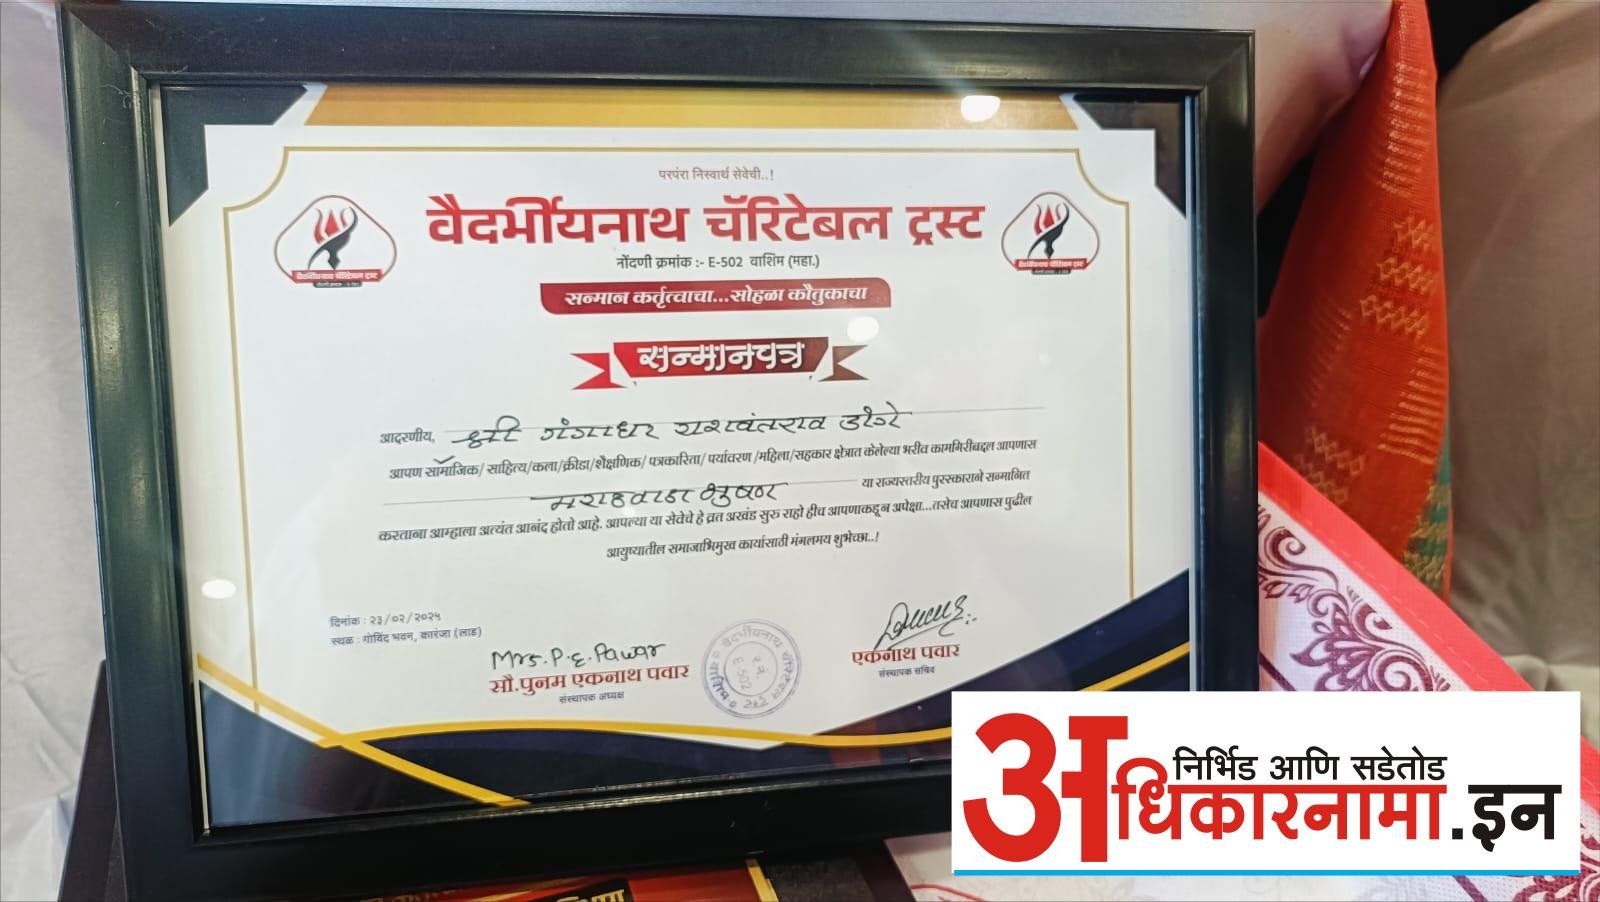 परपंरा निस्वार्थ सेवेची..!
वैदर्भीयनाथ चॅरिटेबल ट्रस्ट
नोंदणी क्रमांक :- E-502 वाशिम (महा.)
सन्मान कर्तृत्वाचा...सोहळा कौतुकाचा
सन्मानपत्र
आदरणीय, श्री गंगाधर यशवंतराव डांगे
आपण सामाजिक/ साहित्य/कला/क्रीडा/शैक्षणिक/ पत्रकारिता/ पर्यावरण /महिला/सहकार क्षेत्रात केलेल्या भरीव कामगिरीबद्दल आपणास
मराठवाडा भुषण या राज्यस्तरीय पुरस्काराने सन्मानित
करताना आम्हाला अत्यंत आनंद होतो आहे. आपल्या या सेवेचे हे व्रत अखंड सुरु राहो हीच आपणाकडून अपेक्षा...तसेच आपणास पुढील
आयुष्यातील समाजाभिमुख कार्यासाठी मंगलमय शुभेच्छा..!
दिनांक : २३/०२/२०२५
स्थळ : गोविंद भवन, कारंजा (लाड)
Mrs. P. E. Pawar
सौ.पुनम एकनाथ पवार
संस्थापक अध्यक्ष
एकनाथ पवार
संस्थापक सचिव
वैदर्भीयनाथ चॅरिटेबल ट्रस्ट
र.नं.
E-502
निर्भिड आणि सडेतोड
अधिकारनामा.इन